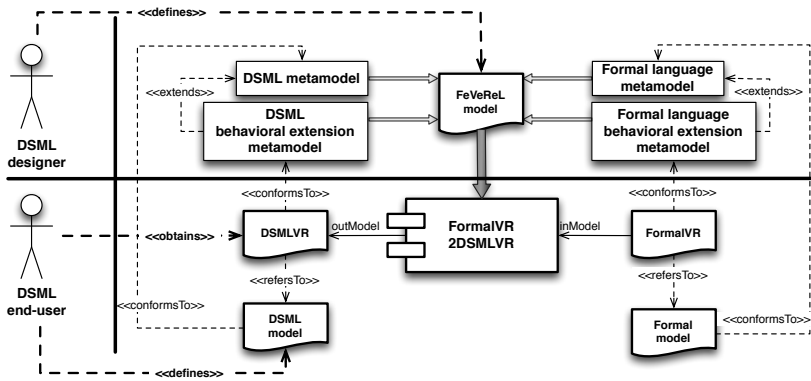 <<defines>>
DSML
designer
DSML metamodel
<<extends>>
DSML
behavioral extension
metamodel
FeVeReL
model
Formal language
metamodel
<<extends>>
Formal language
behavioral extension
metamodel
<<conformsTo>>
<<conformsTo>>
DSML
end-user
<<obtains>>
DSMLVR
outModel
FormalVR
2DSMLVR
inModel
FormalVR
<<refersTo>>
<<refersTo>>
<<conformsTo>>
DSML
model
Formal
model
<<conformsTo>>
<<defines>>